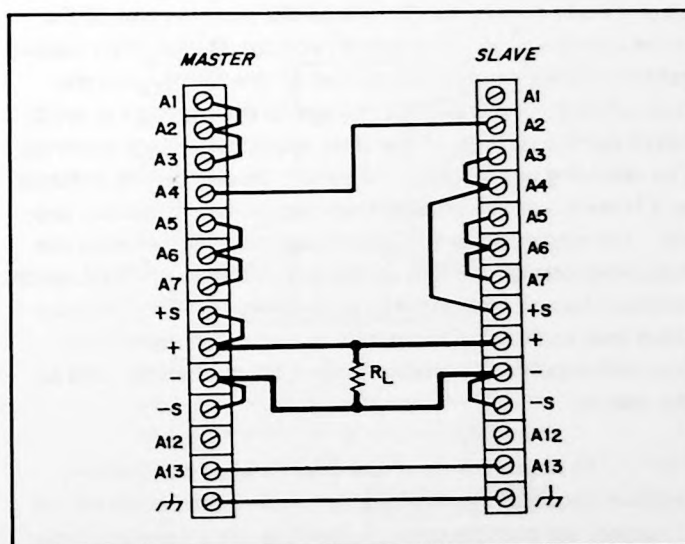 MASTER
SLAVE
A1
A2
A3
A4
A5
A6
A7
+S
+
-
-S
A12
A13
A1
A2
A3
A4
A5
A6
A7
+S
+
-
-S
A12
A13
RL